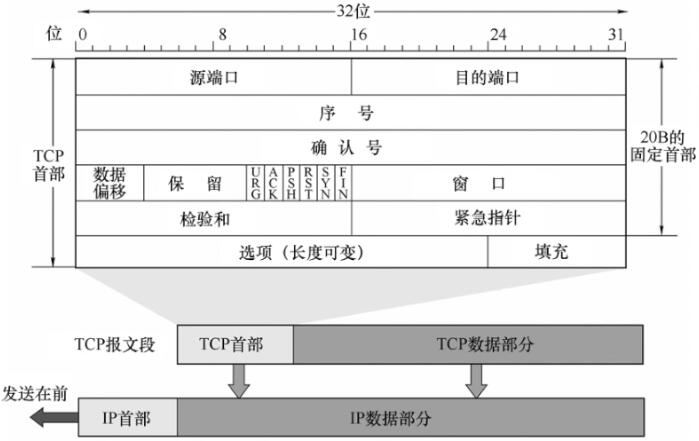 32位
位 0 8 16 24 31
源端口 目的端口
序 号
确 认 号
TCP
首部
20B的
固定首部
数据
偏移
保 留
URG
ACK
PSH
RST
SYN
FIN
窗 口
检验和 紧急指针
选项（长度可变） 填充
TCP报文段 TCP首部 TCP数据部分
发送在前
IP首部 IP数据部分